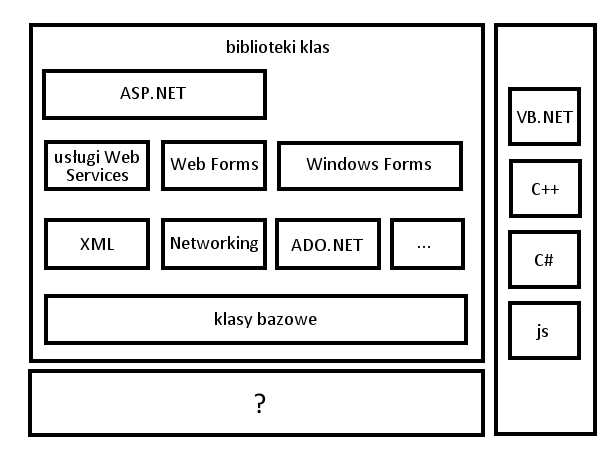 biblioteki klas
ASP.NET
usługi Web
Services
Web Forms
Windows Forms
XML
Networking
ADO.NET
...
klasy bazowe
?
VB.NET
C++
C#
js